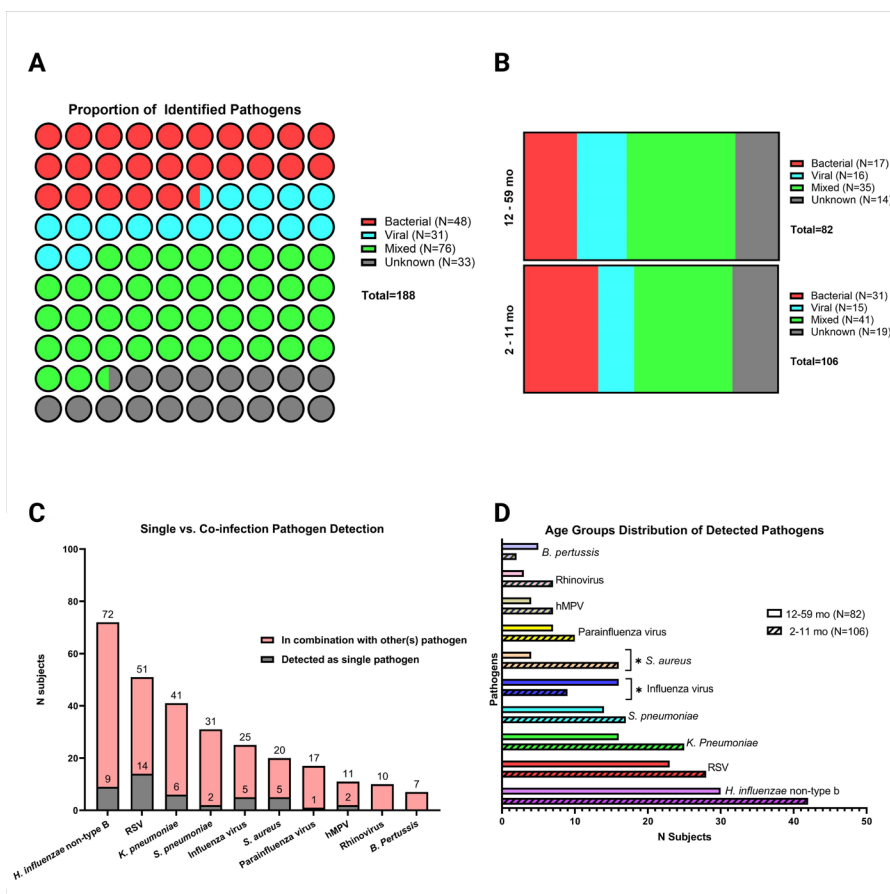 A
Proportion of Identified Pathogens
Bacterial (N=48)
Viral (N=31)
Mixed (N=76)
Unknown (N=33)
Total=188
B
12 - 59 mo
Bacterial (N=17)
Viral (N=16)
Mixed (N=35)
Unknown (N=14)
Total=82
2 - 11 mo
Bacterial (N=31)
Viral (N=15)
Mixed (N=41)
Unknown (N=19)
Total=106
C
Single vs. Co-infection Pathogen Detection
N subjects
100
80
60
40
20
0
72
51
41
31
25
20
17
11
10
7
9
14
6
2
5
5
1
2
In combination with other(s) pathogen
Detected as single pathogen
H. influenzae non-type B
RSV
K. pneumoniae
S. pneumoniae
Influenza virus
S. aureus
Parainfluenza virus
hMPV
Rhinovirus
B. Pertussis
D
Age Groups Distribution of Detected Pathogens
Pathogens
B. pertussis
Rhinovirus
hMPV
Parainfluenza virus
* S. aureus
* Influenza virus
S. pneumoniae
K. Pneumoniae
RSV
H. influenzae non-type b
12-59 mo (N=82)
2-11 mo (N=106)
0 10 20 30 40 50
N Subjects